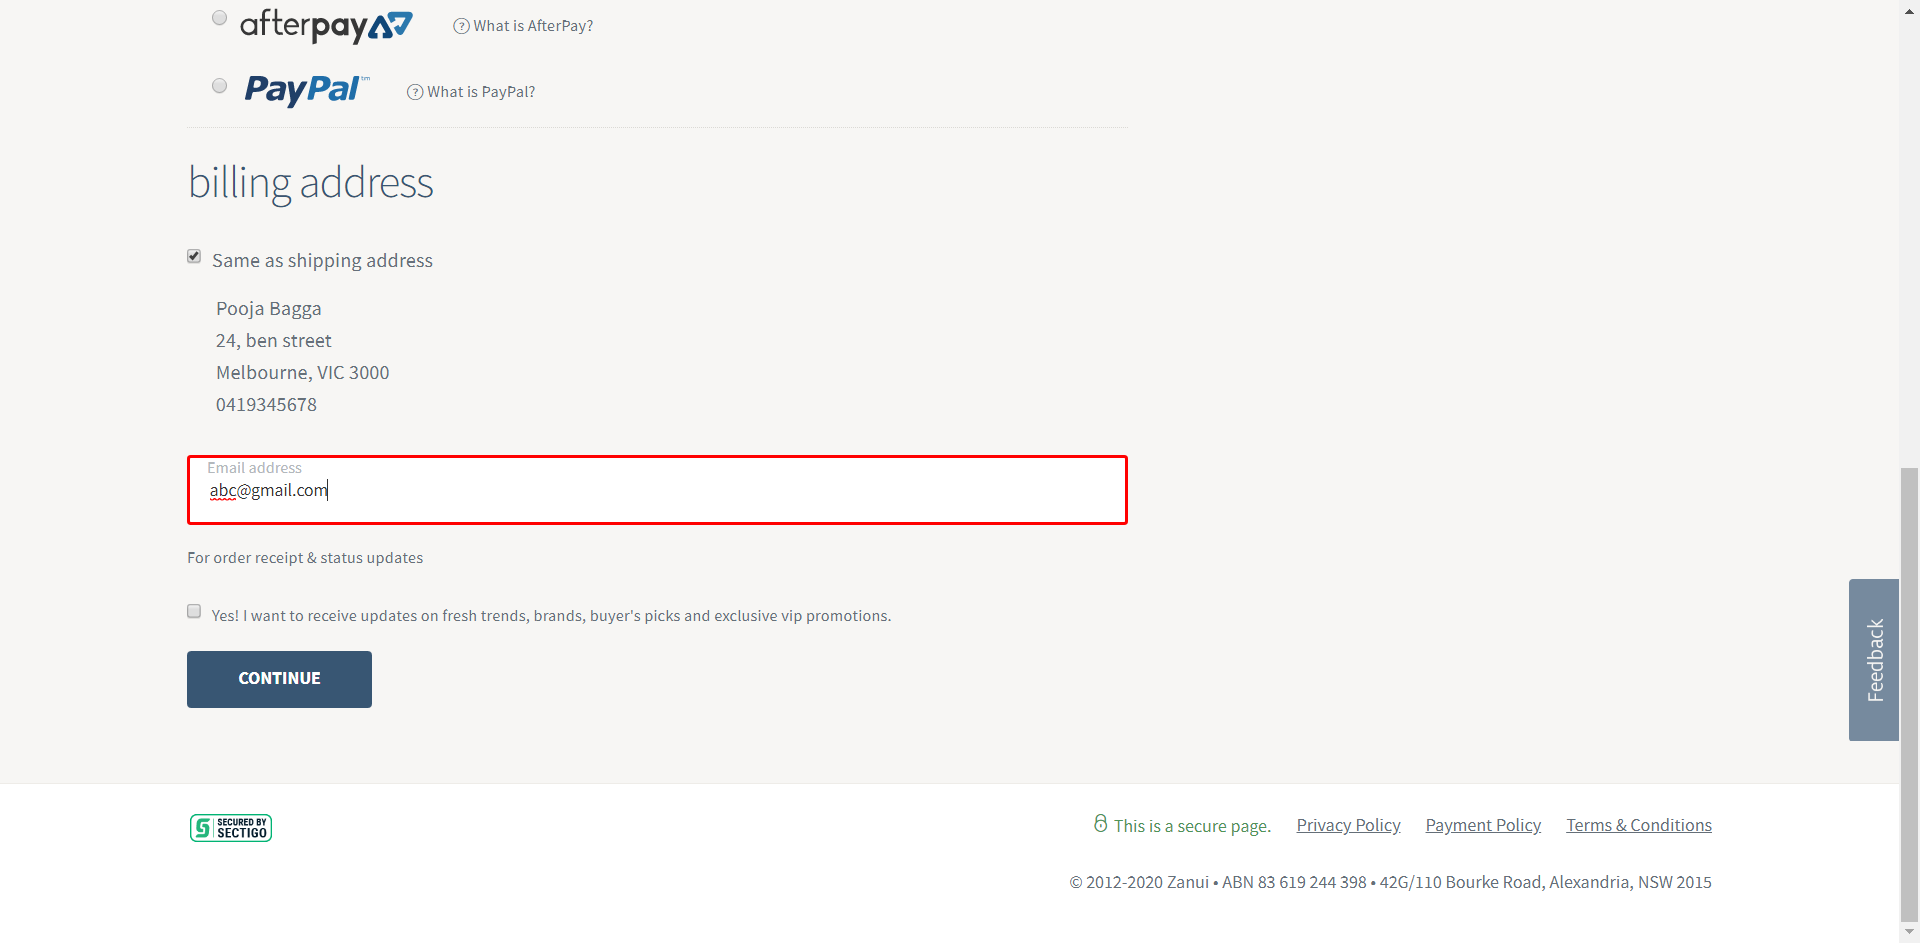 afterpay
What is AfterPay?
PayPal™
What is PayPal?
billing address
Same as shipping address
Pooja Bagga
24, ben street
Melbourne, VIC 3000
0419345678
Email address
abc@gmail.com
For order receipt & status updates
Yes! I want to receive updates on fresh trends, brands, buyer's picks and exclusive vip promotions.
CONTINUE
Feedback
SECURED BY
SECTIGO
This is a secure page. Privacy Policy Payment Policy Terms & Conditions
© 2012-2020 Zanui • ABN 83 619 244 398 • 42G/110 Bourke Road, Alexandria, NSW 2015